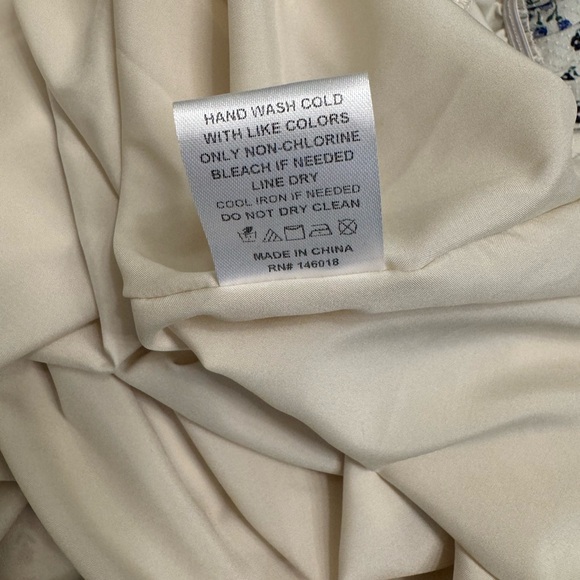 HAND WASH COLD
WITH LIKE COLORS
ONLY NON-CHLORINE
BLEACH IF NEEDED
LINE DRY
COOL IRON IF NEEDED
DO NOT DRY CLEAN
MADE IN CHINA
RN# 146018